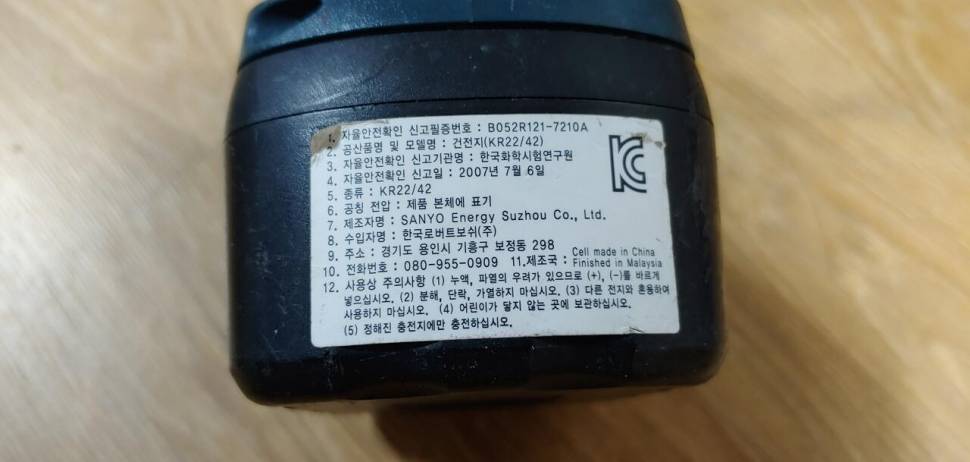 1. 자율안전확인 신고필증번호 : B052R121-7210A
2. 공산품명 및 모델명 : 건전지(KR22/42)
3. 자율안전확인 신고기관명 : 한국화학시험연구원
4. 자율안전확인 신고일 : 2007년 7월 6일
5. 종류 : KR22/42
6. 공칭 전압 : 제품 본체에 표기
7. 제조자명 : SANYO Energy Suzhou Co., Ltd.
8. 수입자명 : 한국로버트보쉬(주)
9. 주소 : 경기도 용인시 기흥구 보정동 298
10. 전화번호 : 080-955-0909 11.제조국 : Cell made in China
Finished in Malaysia
12. 사용상 주의사항 (1) 누액, 파열의 우려가 있으므로 (+), (-)를 바르게
넣으십시오. (2) 분해, 단락, 가열하지 마십시오. (3) 다른 전지와 혼용하여
사용하지 마십시오. (4) 어린이가 닿지 않는 곳에 보관하십시오.
(5) 정해진 충전지에만 충전하십시오.
KC